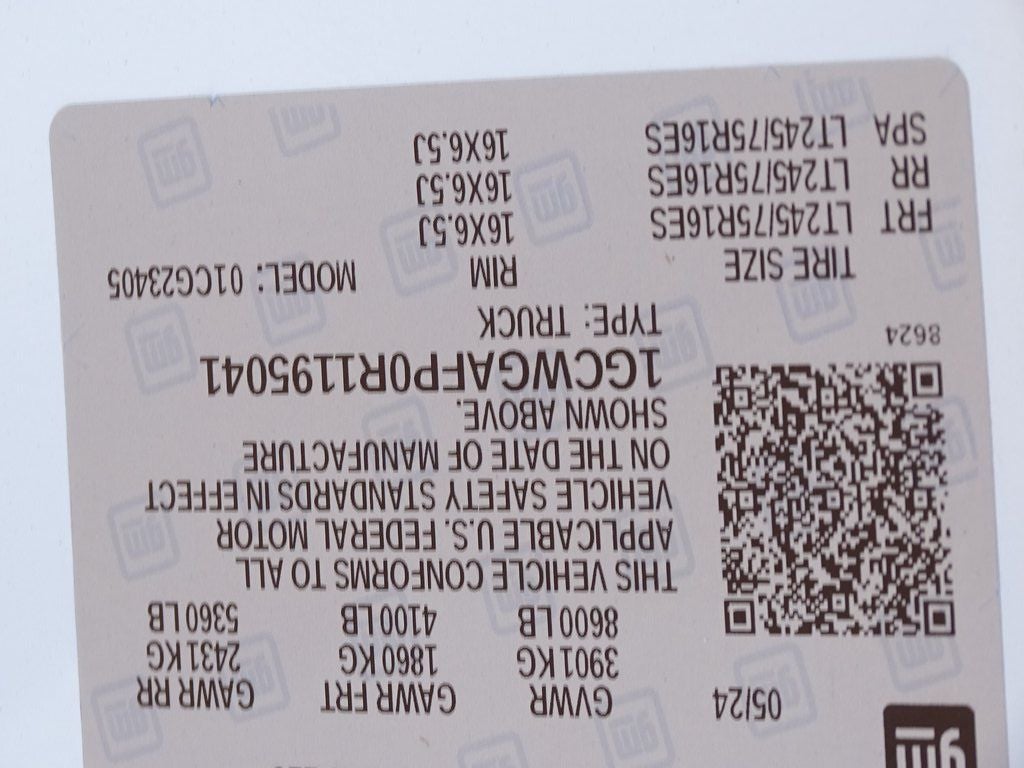 gm
05/24 GVWR GAWR FRT GAWR RR
3901 KG 1860 KG 2431 KG
8600 LB 4100 LB 5360 LB
THIS VEHICLE CONFORMS TO ALL
APPLICABLE U.S. FEDERAL MOTOR
VEHICLE SAFETY STANDARDS IN EFFECT
ON THE DATE OF MANUFACTURE
SHOWN ABOVE.
1GCWGAFP0R1195041
8624 TYPE: TRUCK
TIRE SIZE RIM MODEL: 01CG23405
FRT LT245/75R16ES 16X6.5J
RR LT245/75R16ES 16X6.5J
SPA LT245/75R16ES 16X6.5J